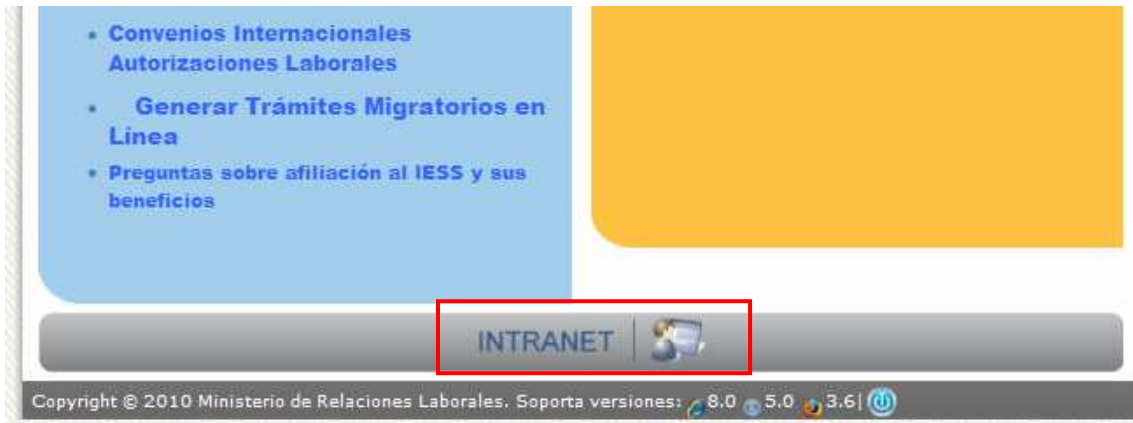 Convenios Internacionales
Autorizaciones Laborales
Generar Trámites Migratorios en
Línea
Preguntas sobre afiliación al IESS y sus
beneficios
INTRANET
Copyright © 2010 Ministerio de Relaciones Laborales. Soporta versiones: 8.0 5.0 3.6|